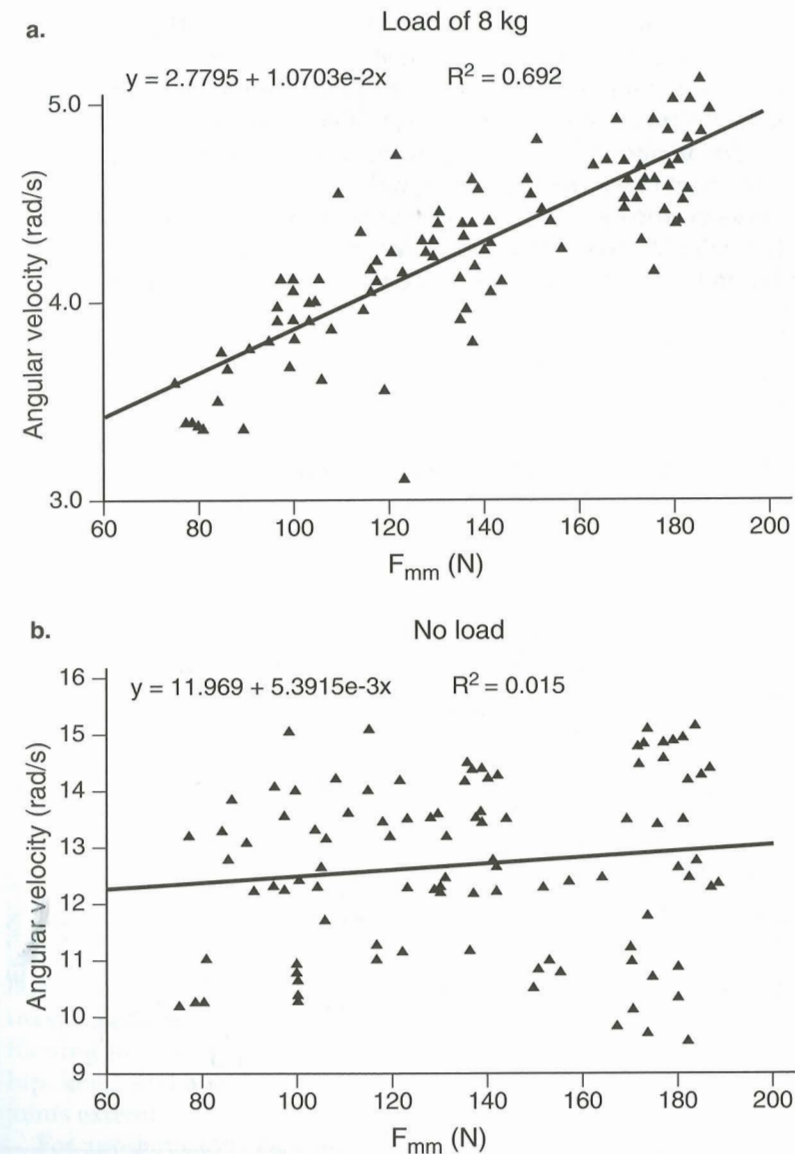 a.
Load of 8 kg
y = 2.7795 + 1.0703e-2x R² = 0.692
Angular velocity (rad/s)
5.0
4.0
3.0
60 80 100 120 140 160 180 200
Fmm (N)
b.
No load
y = 11.969 + 5.3915e-3x R² = 0.015
Angular velocity (rad/s)
16
15
14
13
12
11
10
9
60 80 100 120 140 160 180 200
Fmm (N)